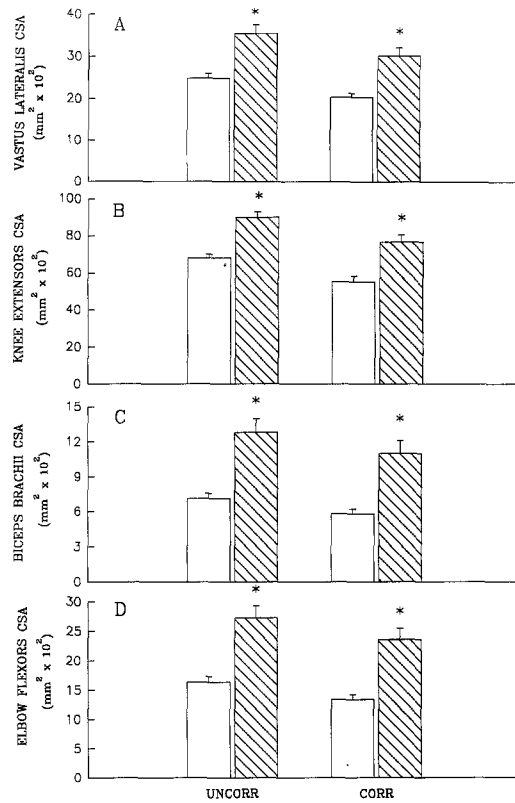 A
VASTUS LATERALIS CSA
(mm² x 10²)
40
30
20
10
0
*
*
B
KNEE EXTENSORS CSA
(mm² x 10²)
100
80
60
40
20
0
*
*
C
BICEPS BRACHII CSA
(mm² x 10²)
15
12
9
6
3
0
*
*
D
ELBOW FLEXORS CSA
(mm² x 10²)
30
25
20
15
10
5
0
*
*
UNCORR CORR